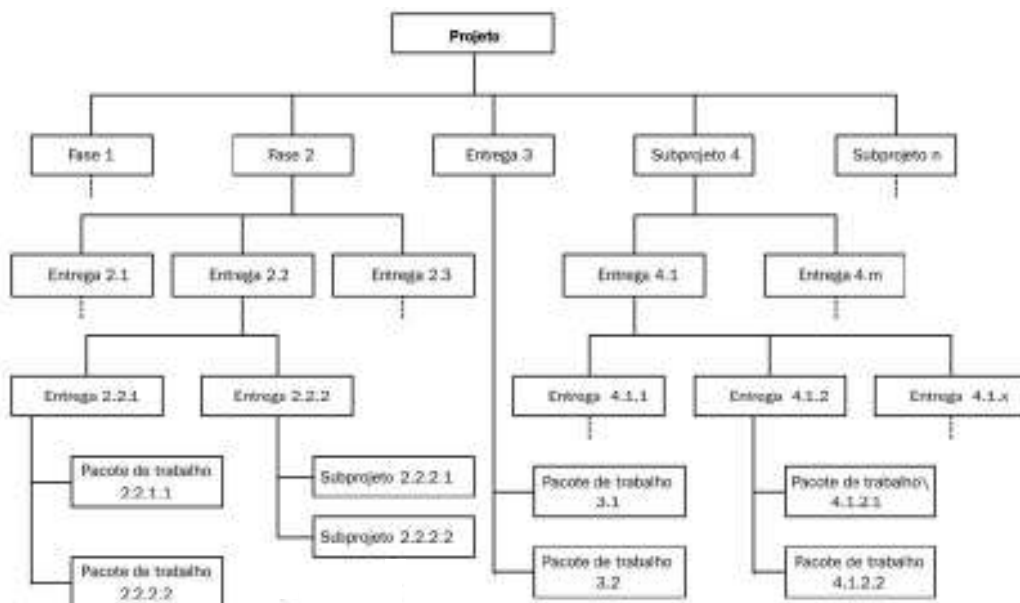 Projeto
Fase 1
Fase 2
Entrega 3
Subprojeto 4
Subprojeto n
Entrega 2.1
Entrega 2.2
Entrega 2.3
Entrega 4.1
Entrega 4.m
Entrega 2.2.1
Entrega 2.2.2
Entrega 4.1.1
Entrega 4.1.2
Entrega 4.1.x
Pacote de trabalho
2.2.1.1
Subprojeto 2.2.2.1
Pacote de trabalho
3.1
Pacote de trabalho\
4.1.2.1
Subprojeto 2.2.2.2
Pacote de trabalho
2.2.2.2
Pacote de trabalho
3.2
Pacote de trabalho
4.1.2.2